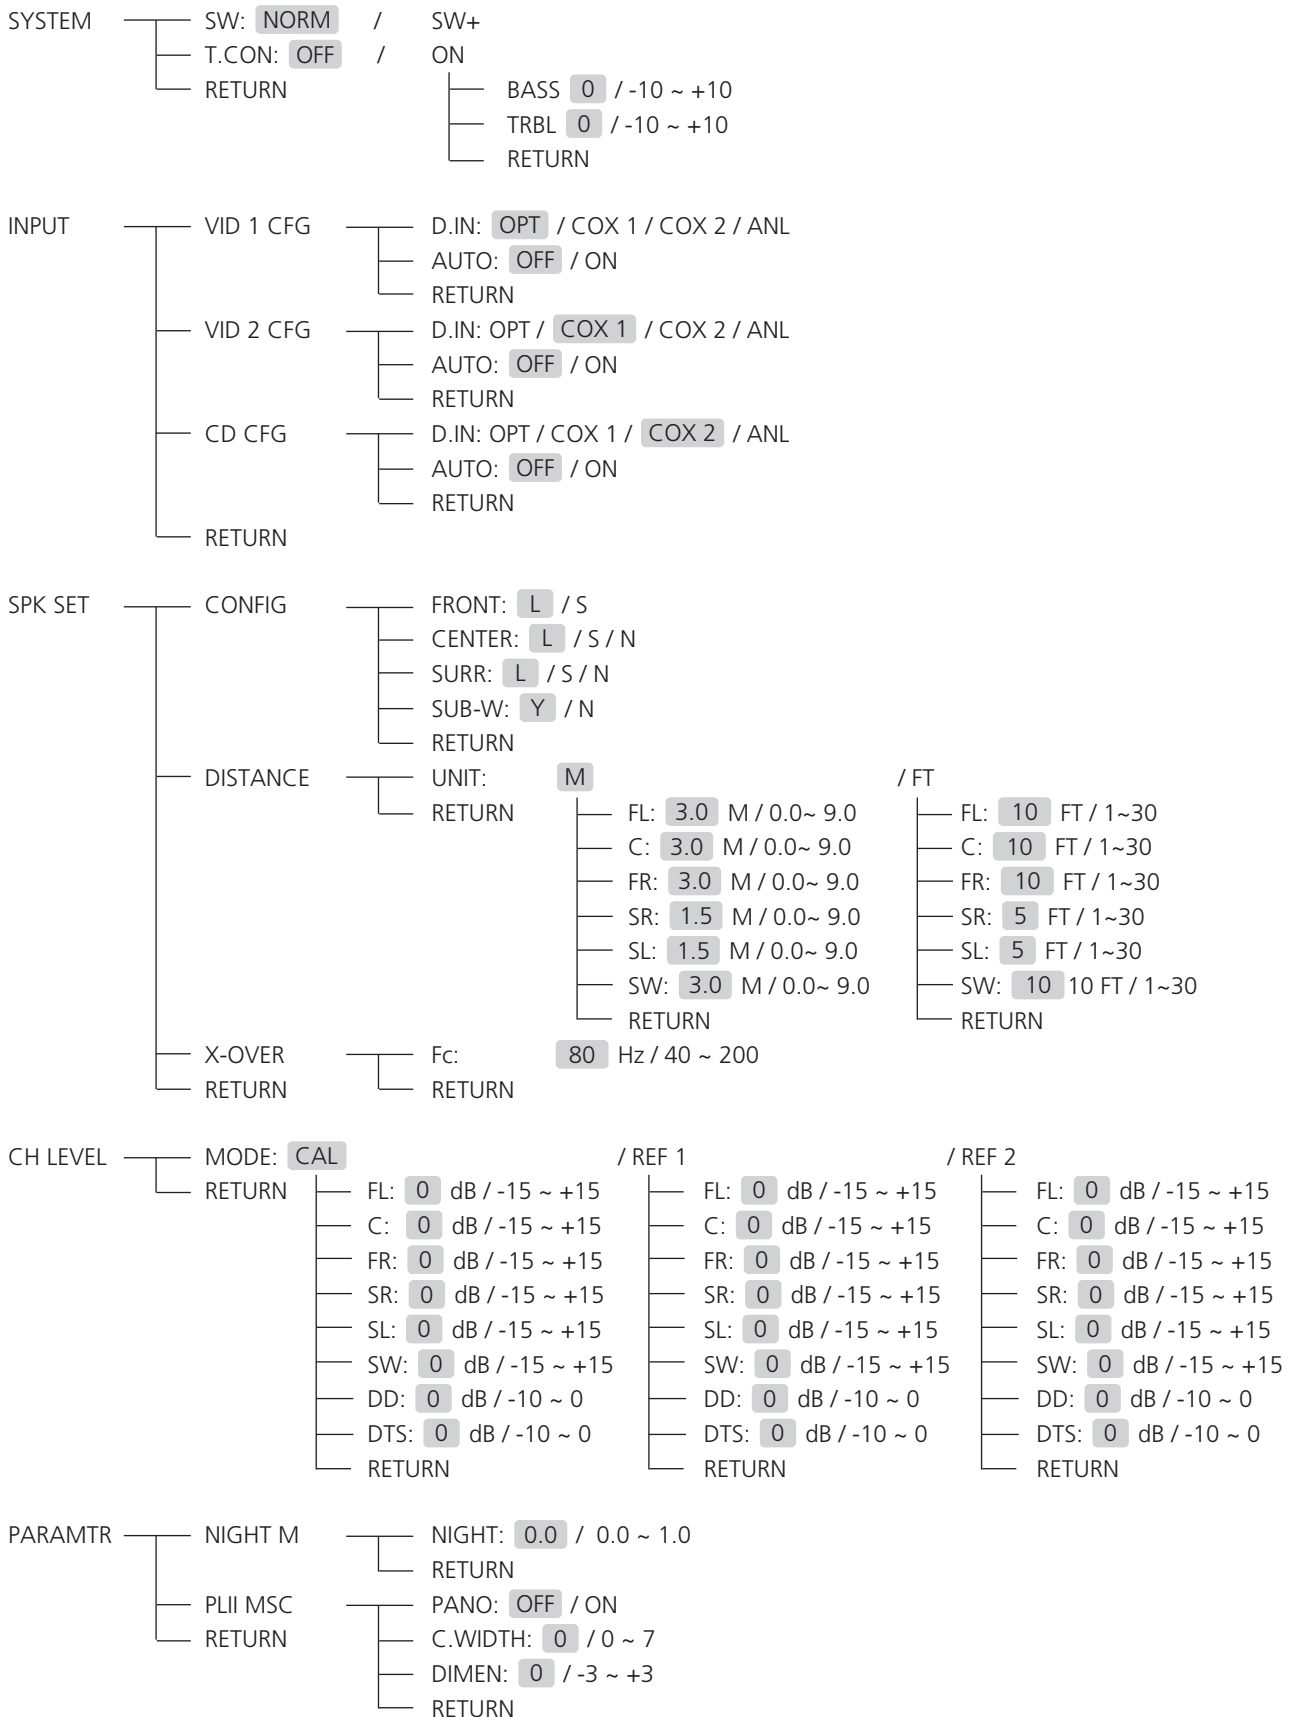 SYSTEM SW: NORM / SW+
T.CON: OFF / ON
RETURN BASS 0 / -10 ~ +10
TRBL 0 / -10 ~ +10
RETURN
INPUT VID 1 CFG D.IN: OPT / COX 1 / COX 2 / ANL
AUTO: OFF / ON
RETURN
VID 2 CFG D.IN: OPT / COX 1 / COX 2 / ANL
AUTO: OFF / ON
RETURN
CD CFG D.IN: OPT / COX 1 / COX 2 / ANL
AUTO: OFF / ON
RETURN
RETURN
SPK SET CONFIG FRONT: L / S
CENTER: L / S / N
SURR: L / S / N
SUB-W: Y / N
RETURN
DISTANCE UNIT: M / FT
RETURN FL: 3.0 M / 0.0~ 9.0 FL: 10 FT / 1~30
C: 3.0 M / 0.0~ 9.0 C: 10 FT / 1~30
FR: 3.0 M / 0.0~ 9.0 FR: 10 FT / 1~30
SR: 1.5 M / 0.0~ 9.0 SR: 5 FT / 1~30
SL: 1.5 M / 0.0~ 9.0 SL: 5 FT / 1~30
SW: 3.0 M / 0.0~ 9.0 SW: 10 10 FT / 1~30
RETURN RETURN
X-OVER Fc: 80 Hz / 40 ~ 200
RETURN RETURN
CH LEVEL MODE: CAL / REF 1 / REF 2
RETURN FL: 0 dB / -15 ~ +15 FL: 0 dB / -15 ~ +15 FL: 0 dB / -15 ~ +15
C: 0 dB / -15 ~ +15 C: 0 dB / -15 ~ +15 C: 0 dB / -15 ~ +15
FR: 0 dB / -15 ~ +15 FR: 0 dB / -15 ~ +15 FR: 0 dB / -15 ~ +15
SR: 0 dB / -15 ~ +15 SR: 0 dB / -15 ~ +15 SR: 0 dB / -15 ~ +15
SL: 0 dB / -15 ~ +15 SL: 0 dB / -15 ~ +15 SL: 0 dB / -15 ~ +15
SW: 0 dB / -15 ~ +15 SW: 0 dB / -15 ~ +15 SW: 0 dB / -15 ~ +15
DD: 0 dB / -10 ~ 0 DD: 0 dB / -10 ~ 0 DD: 0 dB / -10 ~ 0
DTS: 0 dB / -10 ~ 0 DTS: 0 dB / -10 ~ 0 DTS: 0 dB / -10 ~ 0
RETURN RETURN RETURN
PARAMTR NIGHT M NIGHT: 0.0 / 0.0 ~ 1.0
RETURN
PLII MSC PANO: OFF / ON
RETURN C.WIDTH: 0 / 0 ~ 7
DIMEN: 0 / -3 ~ +3
RETURN